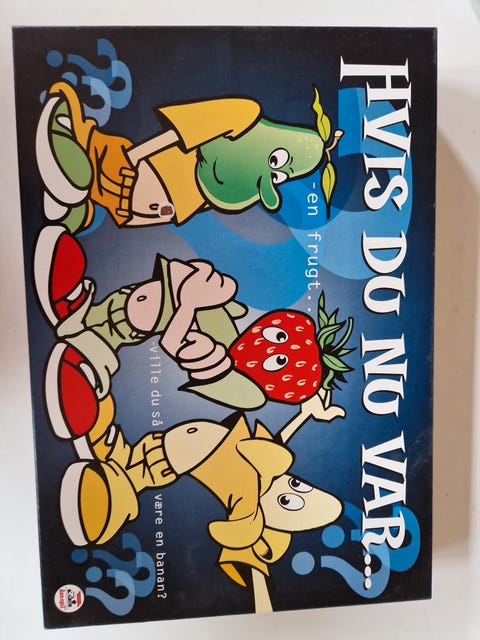 HVIS DU NU VAR...
-en frugt...
ville du så
være en banan?